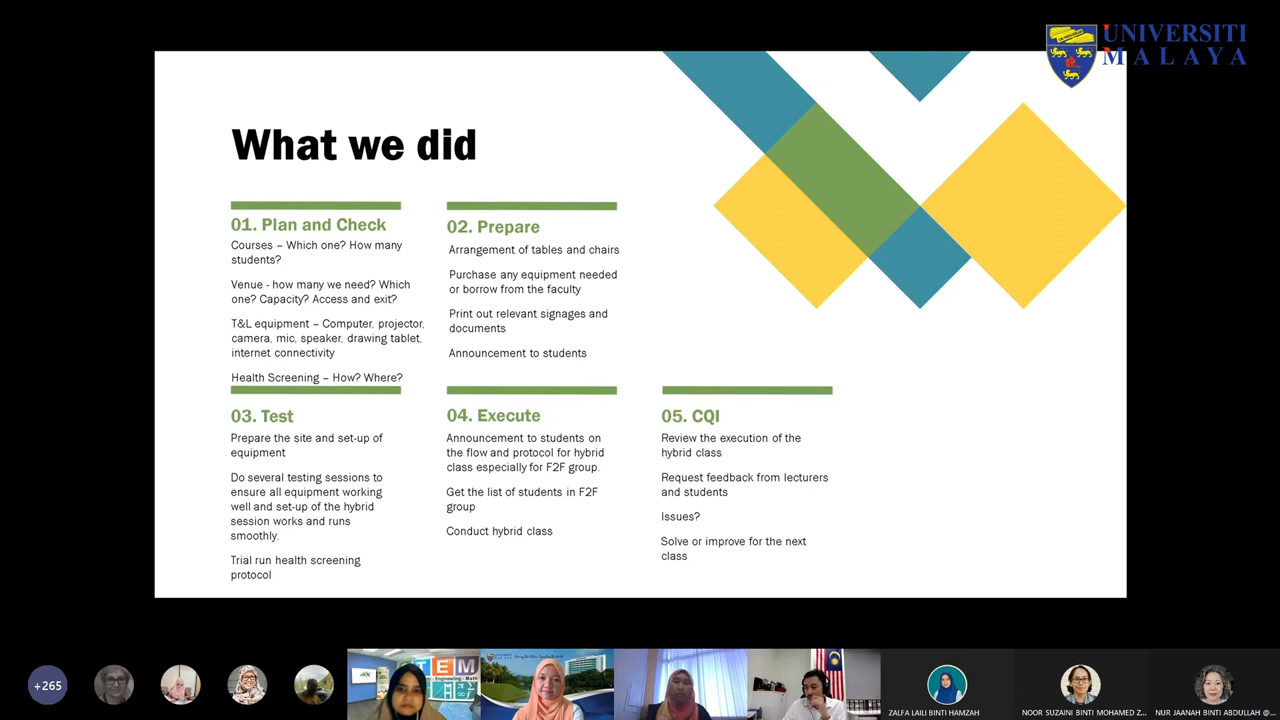 UNIVERSITI
MALAYA
What we did
01. Plan and Check
Courses – Which one? How many
students?
Venue - how many we need? Which
one? Capacity? Access and exit?
T&L equipment – Computer, projector,
camera, mic, speaker, drawing tablet,
internet connectivity
Health Screening – How? Where?
02. Prepare
Arrangement of tables and chairs
Purchase any equipment needed
or borrow from the faculty
Print out relevant signages and
documents
Announcement to students
03. Test
Prepare the site and set-up of
equipment
Do several testing sessions to
ensure all equipment working
well and set-up of the hybrid
session works and runs
smoothly.
Trial run health screening
protocol
04. Execute
Announcement to students on
the flow and protocol for hybrid
class especially for F2F group.
Get the list of students in F2F
group
Conduct hybrid class
05. CQI
Review the execution of the
hybrid class
Request feedback from lecturers
and students
Issues?
Solve or improve for the next
class
+265
TEM
ZALFA LAILI BINTI HAMZAH
NOOR SUZAINI BINTI MOHAMED Z...
NUR JAANAH BINTI ABDULLAH @...